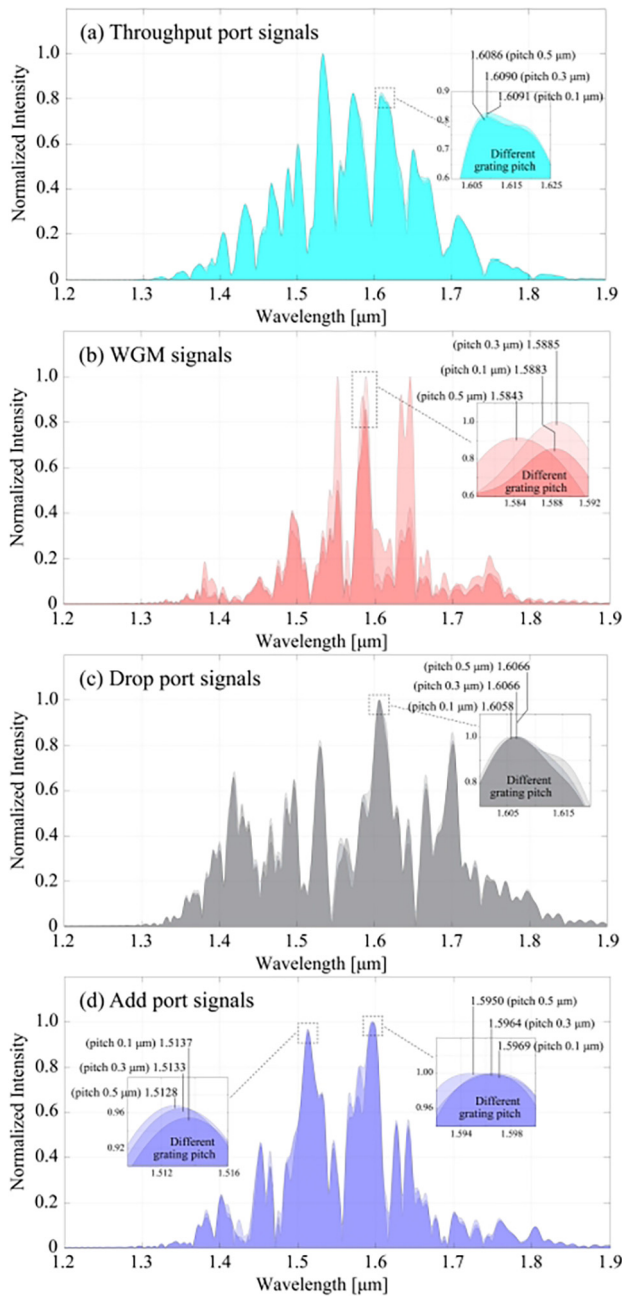 (a) Throughput port signals
1.6086 (pitch 0.5 μm)
1.6090 (pitch 0.3 μm)
1.6091 (pitch 0.1 μm)
0.9
0.8
0.7
0.6
Different
grating pitch
1.605 1.615 1.625
Normalized Intensity
1.0
0.8
0.6
0.4
0.2
0
1.2 1.3 1.4 1.5 1.6 1.7 1.8 1.9
Wavelength [μm]
(b) WGM signals
(pitch 0.3 μm) 1.5885
(pitch 0.1 μm) 1.5883
(pitch 0.5 μm) 1.5843
1.0
0.8
0.6
Different
grating pitch
1.584 1.588 1.592
Normalized Intensity
1.0
0.8
0.6
0.4
0.2
0
1.2 1.3 1.4 1.5 1.6 1.7 1.8 1.9
Wavelength [μm]
(c) Drop port signals
(pitch 0.5 μm) 1.6066
(pitch 0.3 μm) 1.6066
(pitch 0.1 μm) 1.6058
1.0
0.8
Different
grating pitch
1.605 1.615
Normalized Intensity
1.0
0.8
0.6
0.4
0.2
0
1.2 1.3 1.4 1.5 1.6 1.7 1.8 1.9
Wavelength [μm]
(d) Add port signals
(pitch 0.1 μm) 1.5137
(pitch 0.3 μm) 1.5133
(pitch 0.5 μm) 1.5128
0.96
0.92
Different
grating pitch
1.512 1.516
1.5950 (pitch 0.5 μm)
1.5964 (pitch 0.3 μm)
1.5969 (pitch 0.1 μm)
1.00
0.96
Different
grating pitch
1.594 1.598
Normalized Intensity
1.0
0.8
0.6
0.4
0.2
0
1.2 1.3 1.4 1.5 1.6 1.7 1.8 1.9
Wavelength [μm]